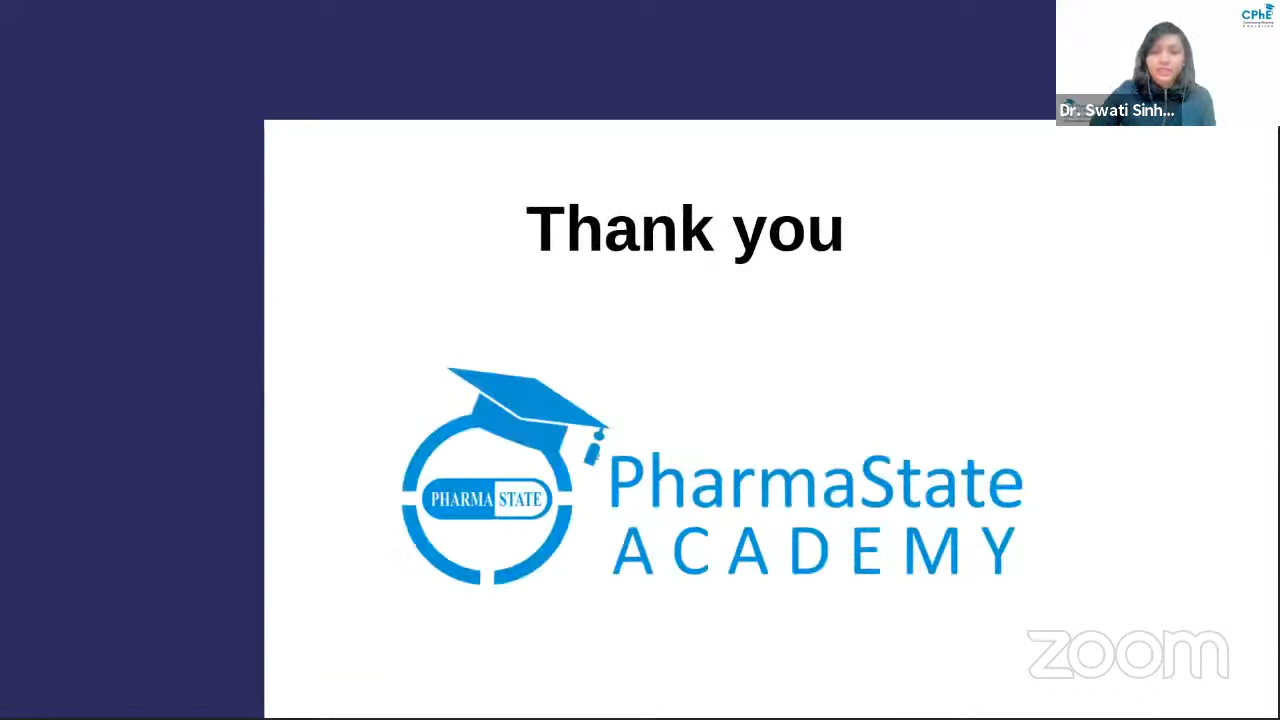 CPhE
Dr. Swati Sinh...
Thank you
PHARMA STATE
PharmaState
ACADEMY
zoom